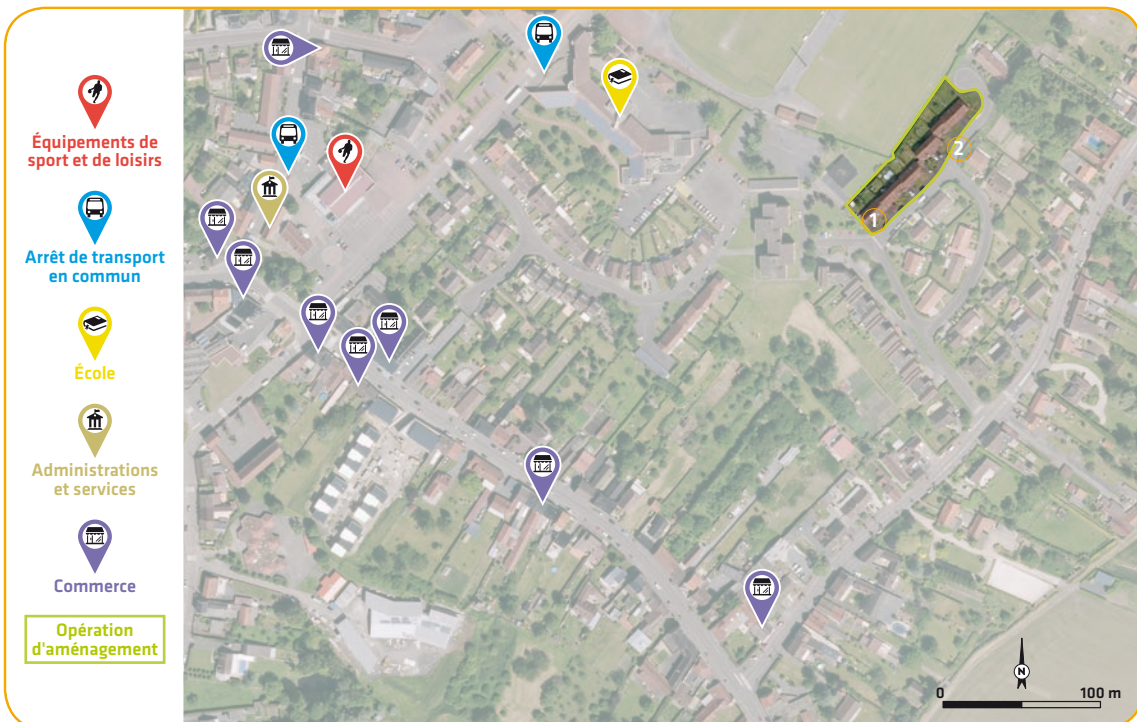 Équipements de
sport et de loisirs
Arrêt de transport
en commun
École
Administrations
et services
Commerce
Opération
d'aménagement
1
2
N
0
100 m